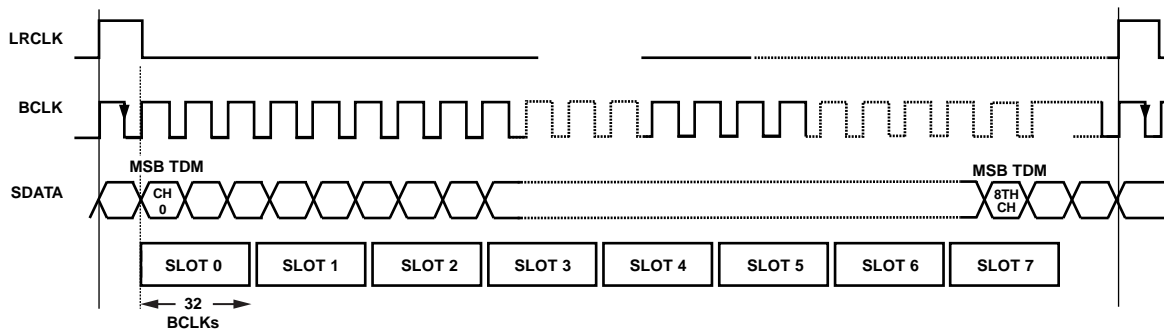 LRCLK
BCLK
MSB TDM
MSB TDM
SDATA
CH
0
8TH
CH
SLOT 0
SLOT 1
SLOT 2
SLOT 3
SLOT 4
SLOT 5
SLOT 6
SLOT 7
32
BCLKs